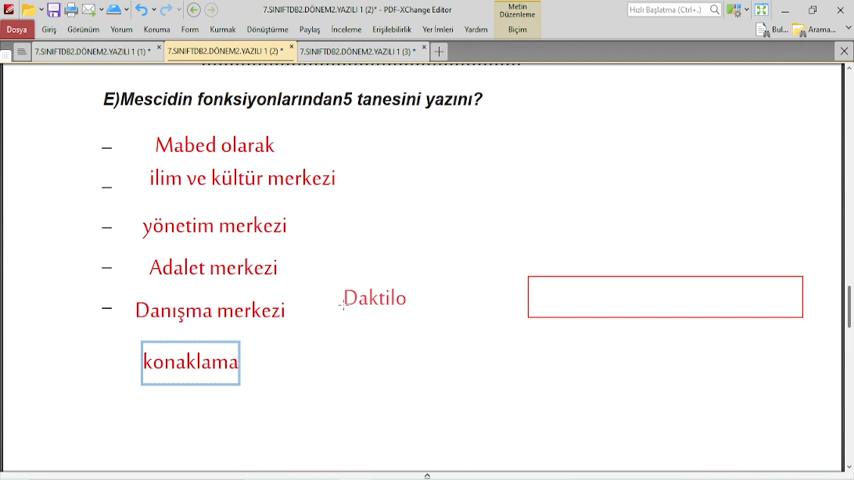 7.SINIFTDB2.DÖNEM2.YAZILI 1 (2)* - PDF-XChange Editor
Metin Düzenleme
Hızlı Başlatma (Ctrl+.)
Dosya Giriş Görünüm Yorum Koruma Form Kurmak Dönüştürme Paylaş İnceleme Erişilebilirlik Yer İmleri Yardım Biçim Bul... Arama...
7.SINIFTDB2.DÖNEM2.YAZILI 1 (1) * 7.SINIFTDB2.DÖNEM2.YAZILI 1 (2) * 7.SINIFTDB2.DÖNEM2.YAZILI 1 (3) *
E)Mescidin fonksiyonlarından5 tanesini yazını?
– Mabed olarak
– ilim ve kültür merkezi
– yönetim merkezi
– Adalet merkezi
– Danışma merkezi
Daktilo
konaklama